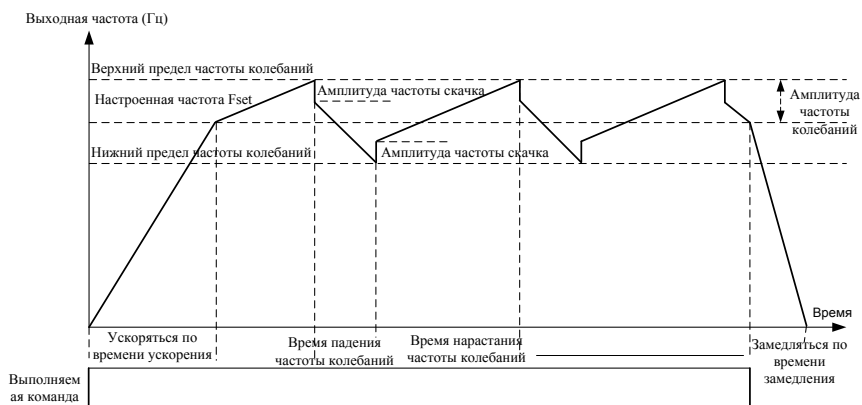 Выходная частота (Гц)
Верхний предел частоты колебаний
Амплитуда частоты скачка
Настроенная частота Fset
Амплитуда
частоты
колебаний
Нижний предел частоты колебаний
Амплитуда частоты скачка
Время
Ускоряться по
времени ускорения
Время падения
частоты колебаний
Время нарастания
частоты колебаний
Замедляться по
времени
замедления
Выполняем
ая команда